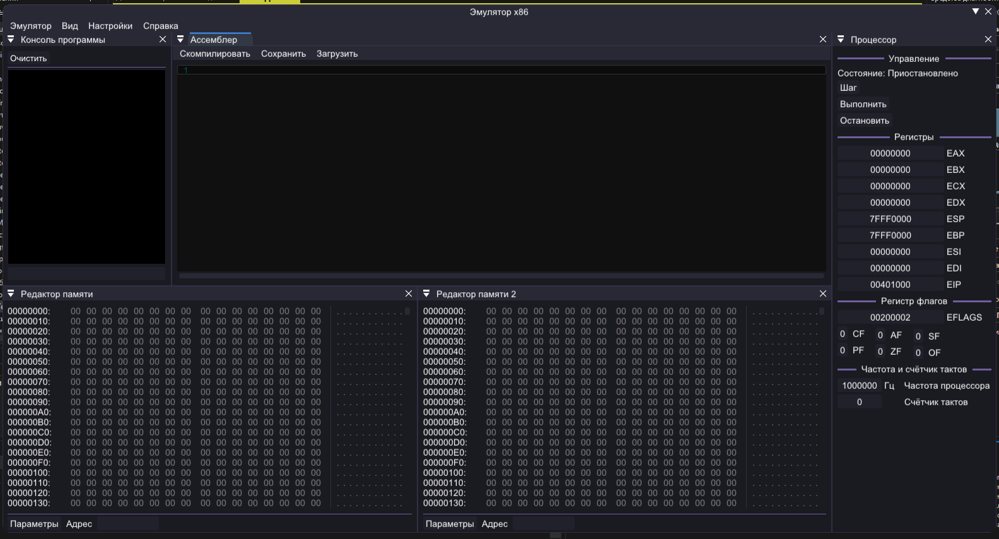 Эмулятор x86
Эмулятор Вид Настройки Справка
Консоль программы
Очистить
Ассемблер
Скомпилировать Сохранить Загрузить
1
Процессор
Управление
Состояние: Приостановлено
Шаг
Выполнить
Остановить
Регистры
00000000 EAX
00000000 EBX
00000000 ECX
00000000 EDX
7FFF0000 ESP
7FFF0000 EBP
00000000 ESI
00000000 EDI
00401000 EIP
Регистр флагов
00200002 EFLAGS
0 CF 0 AF 0 SF
0 PF 0 ZF 0 OF
Частота и счётчик тактов
1000000 Гц Частота процессора
0 Счётчик тактов
Редактор памяти
00000000: 00 00 00 00 00 00 00 00 00 00 00 00 00 00 00 00 . . . . . . . . . . .
00000010: 00 00 00 00 00 00 00 00 00 00 00 00 00 00 00 00 . . . . . . . . . . .
00000020: 00 00 00 00 00 00 00 00 00 00 00 00 00 00 00 00 . . . . . . . . . . .
00000030: 00 00 00 00 00 00 00 00 00 00 00 00 00 00 00 00 . . . . . . . . . . .
00000040: 00 00 00 00 00 00 00 00 00 00 00 00 00 00 00 00 . . . . . . . . . . .
00000050: 00 00 00 00 00 00 00 00 00 00 00 00 00 00 00 00 . . . . . . . . . . .
00000060: 00 00 00 00 00 00 00 00 00 00 00 00 00 00 00 00 . . . . . . . . . . .
00000070: 00 00 00 00 00 00 00 00 00 00 00 00 00 00 00 00 . . . . . . . . . . .
00000080: 00 00 00 00 00 00 00 00 00 00 00 00 00 00 00 00 . . . . . . . . . . .
00000090: 00 00 00 00 00 00 00 00 00 00 00 00 00 00 00 00 . . . . . . . . . . .
000000A0: 00 00 00 00 00 00 00 00 00 00 00 00 00 00 00 00 . . . . . . . . . . .
000000B0: 00 00 00 00 00 00 00 00 00 00 00 00 00 00 00 00 . . . . . . . . . . .
000000C0: 00 00 00 00 00 00 00 00 00 00 00 00 00 00 00 00 . . . . . . . . . . .
000000D0: 00 00 00 00 00 00 00 00 00 00 00 00 00 00 00 00 . . . . . . . . . . .
000000E0: 00 00 00 00 00 00 00 00 00 00 00 00 00 00 00 00 . . . . . . . . . . .
000000F0: 00 00 00 00 00 00 00 00 00 00 00 00 00 00 00 00 . . . . . . . . . . .
00000100: 00 00 00 00 00 00 00 00 00 00 00 00 00 00 00 00 . . . . . . . . . . .
00000110: 00 00 00 00 00 00 00 00 00 00 00 00 00 00 00 00 . . . . . . . . . . .
00000120: 00 00 00 00 00 00 00 00 00 00 00 00 00 00 00 00 . . . . . . . . . . .
00000130: 00 00 00 00 00 00 00 00 00 00 00 00 00 00 00 00 . . . . . . . . . . .
Параметры Адрес
Редактор памяти 2
00000000: 00 00 00 00 00 00 00 00 00 00 00 00 00 00 00 00 . . . . . . . . . . .
00000010: 00 00 00 00 00 00 00 00 00 00 00 00 00 00 00 00 . . . . . . . . . . .
00000020: 00 00 00 00 00 00 00 00 00 00 00 00 00 00 00 00 . . . . . . . . . . .
00000030: 00 00 00 00 00 00 00 00 00 00 00 00 00 00 00 00 . . . . . . . . . . .
00000040: 00 00 00 00 00 00 00 00 00 00 00 00 00 00 00 00 . . . . . . . . . . .
00000050: 00 00 00 00 00 00 00 00 00 00 00 00 00 00 00 00 . . . . . . . . . . .
00000060: 00 00 00 00 00 00 00 00 00 00 00 00 00 00 00 00 . . . . . . . . . . .
00000070: 00 00 00 00 00 00 00 00 00 00 00 00 00 00 00 00 . . . . . . . . . . .
00000080: 00 00 00 00 00 00 00 00 00 00 00 00 00 00 00 00 . . . . . . . . . . .
00000090: 00 00 00 00 00 00 00 00 00 00 00 00 00 00 00 00 . . . . . . . . . . .
000000A0: 00 00 00 00 00 00 00 00 00 00 00 00 00 00 00 00 . . . . . . . . . . .
000000B0: 00 00 00 00 00 00 00 00 00 00 00 00 00 00 00 00 . . . . . . . . . . .
000000C0: 00 00 00 00 00 00 00 00 00 00 00 00 00 00 00 00 . . . . . . . . . . .
000000D0: 00 00 00 00 00 00 00 00 00 00 00 00 00 00 00 00 . . . . . . . . . . .
000000E0: 00 00 00 00 00 00 00 00 00 00 00 00 00 00 00 00 . . . . . . . . . . .
000000F0: 00 00 00 00 00 00 00 00 00 00 00 00 00 00 00 00 . . . . . . . . . . .
00000100: 00 00 00 00 00 00 00 00 00 00 00 00 00 00 00 00 . . . . . . . . . . .
00000110: 00 00 00 00 00 00 00 00 00 00 00 00 00 00 00 00 . . . . . . . . . . .
00000120: 00 00 00 00 00 00 00 00 00 00 00 00 00 00 00 00 . . . . . . . . . . .
00000130: 00 00 00 00 00 00 00 00 00 00 00 00 00 00 00 00 . . . . . . . . . . .
Параметры Адрес